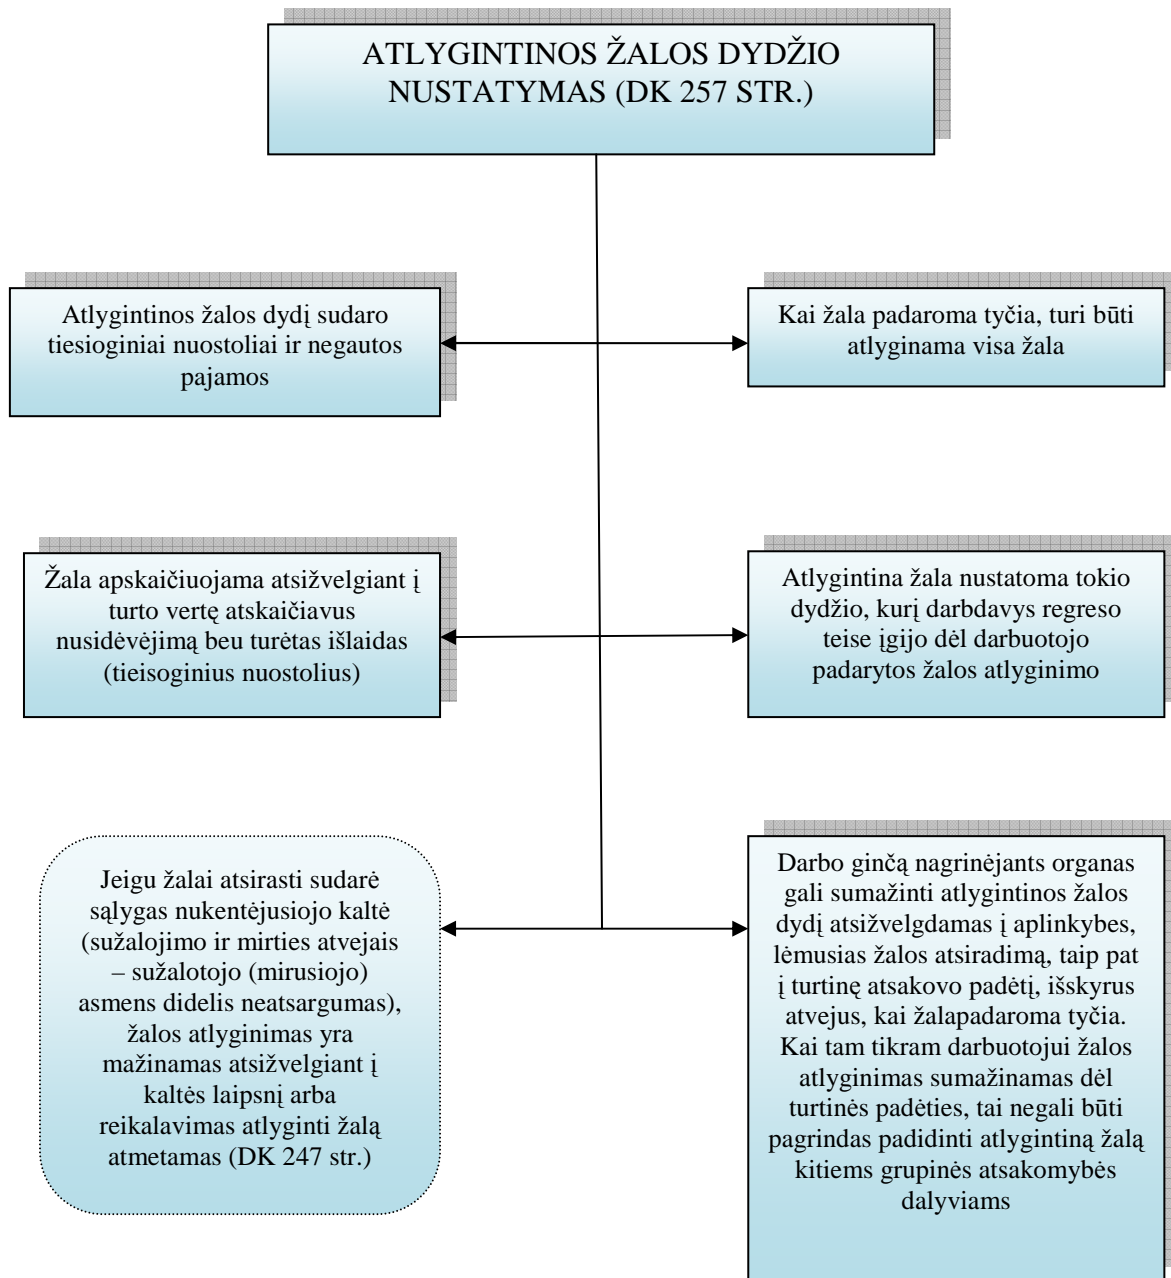 ATLYGINTINOS ŽALOS DYDŽIO
NUSTATYMAS (DK 257 STR.)
Atlygintinos žalos dydį sudaro
tiesioginiai nuostoliai ir negautos
pajamos
Kai žala padaroma tyčia, turi būti
atlyginama visa žala
Žala apskaičiuojama atsižvelgiant į
turto vertę atskaičiavus
nusidėvėjimą beu turėtas išlaidas
(tieisoginius nuostolius)
Atlygintina žala nustatoma tokio
dydžio, kurį darbdavys regreso
teise įgijo dėl darbuotojo
padarytos žalos atlyginimo
Jeigu žalai atsirasti sudarė
sąlygas nukentėjusiojo kaltė
(sužalojimo ir mirties atvejais
– sužalotojo (mirusiojo)
asmens didelis neatsargumas),
žalos atlyginimas yra
mažinamas atsižvelgiant į
kaltės laipsnį arba
reikalavimas atlyginti žalą
atmetamas (DK 247 str.)
Darbo ginčą nagrinėjants organas
gali sumažinti atlygintinos žalos
dydį atsižvelgdamas į aplinkybes,
lėmusias žalos atsiradimą, taip pat
į turtinę atsakovo padėtį, išskyrus
atvejus, kai žalapadaroma tyčia.
Kai tam tikram darbuotojui žalos
atlyginimas sumažinamas dėl
turtinės padėties, tai negali būti
pagrindas padidinti atlygintiną žalą
kitiems grupinės atsakomybės
dalyviams